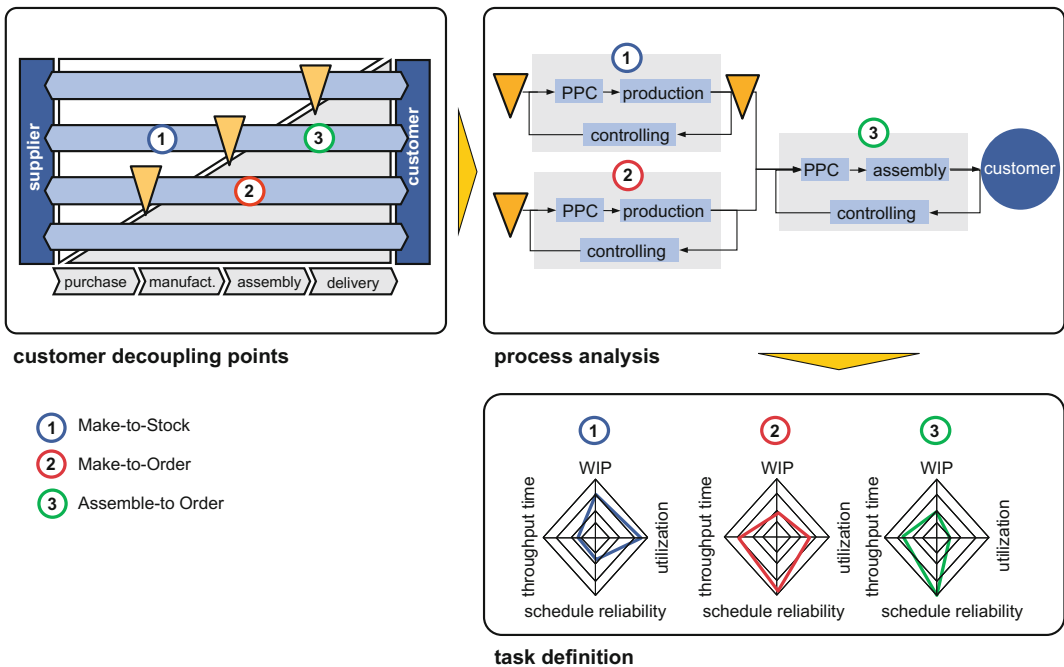 supplier
1
3
2
customer
purchase
manufact.
assembly
delivery
customer decoupling points
1
PPC
production
controlling
2
PPC
production
controlling
3
PPC
assembly
controlling
customer
process analysis
1 Make-to-Stock
2 Make-to-Order
3 Assemble-to Order
1
WIP
throughput time
utilization
schedule reliability
2
WIP
throughput time
utilization
schedule reliability
3
WIP
throughput time
utilization
schedule reliability
task definition